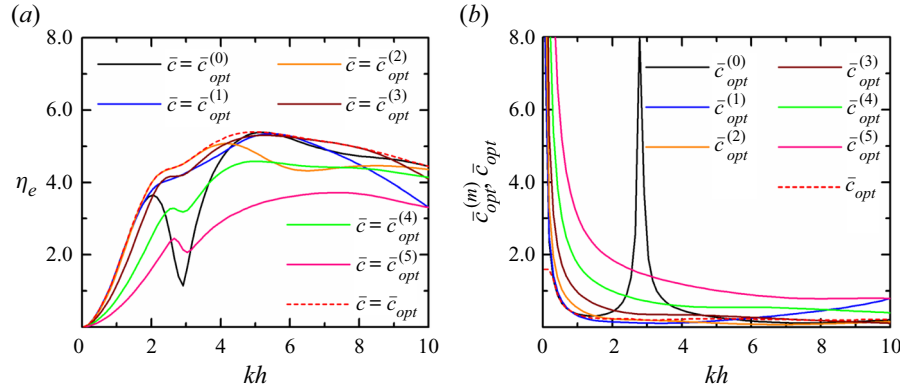 (a)
(b)
8.0
6.0
4.0
2.0
η_e
c̄ = c̄_opt^(0)
c̄ = c̄_opt^(2)
c̄ = c̄_opt^(1)
c̄ = c̄_opt^(3)
c̄ = c̄_opt^(4)
c̄ = c̄_opt^(5)
c̄ = c̄_opt
0 2 4 6 8 10
kh
8.0
6.0
4.0
2.0
c̄_opt^(m), c̄_opt
c̄_opt^(0)
c̄_opt^(3)
c̄_opt^(1)
c̄_opt^(4)
c̄_opt^(2)
c̄_opt^(5)
c̄_opt
0 2 4 6 8 10
kh